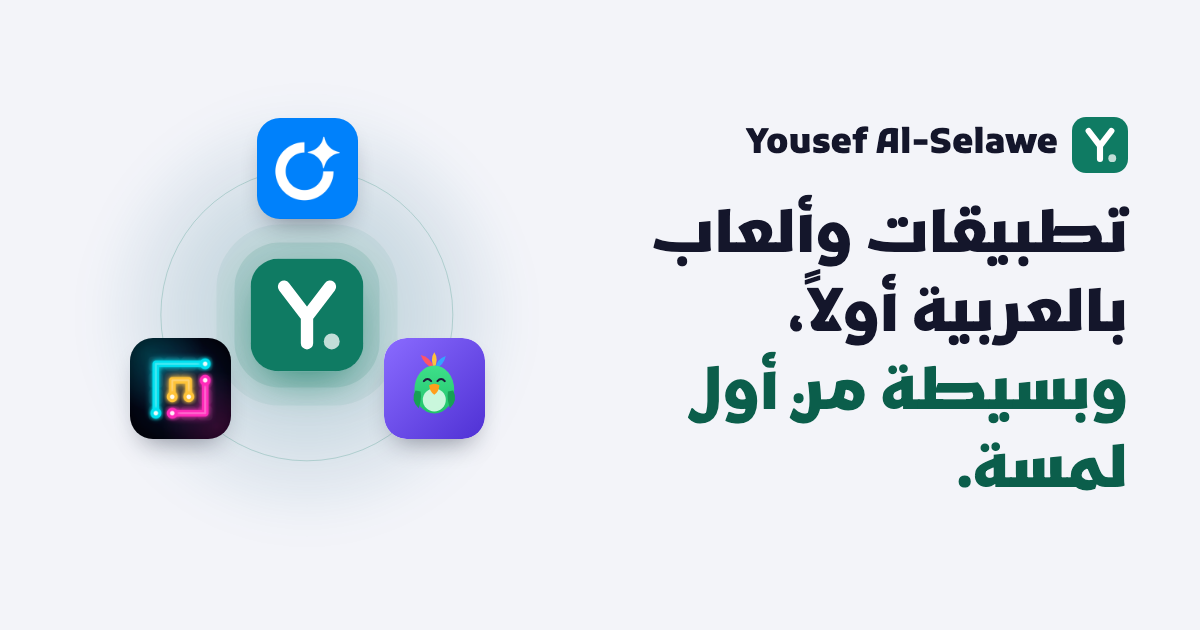 Yousef Al-Selawe
تطبيقات وألعاب
بالعربية أولاً،
وبسيطة من أول
لمسة.
Y.
Y.